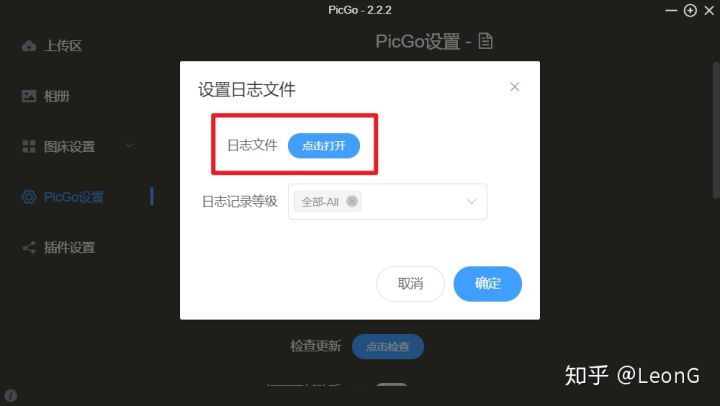 PicGo - 2.2.2
PicGo设置 -
上传区
相册
图床设置
PicGo设置
插件设置
设置日志文件
日志文件 点击打开
日志记录等级 全部-All
取消 确定
检查更新 点击检查
知乎 @LeonG